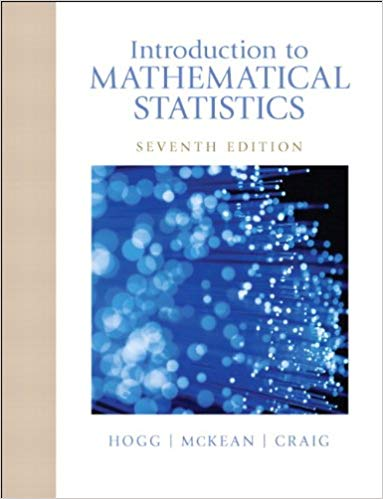 Introduction to
MATHEMATICAL
STATISTICS
SEVENTH EDITION
HOGG | McKEAN | CRAIG